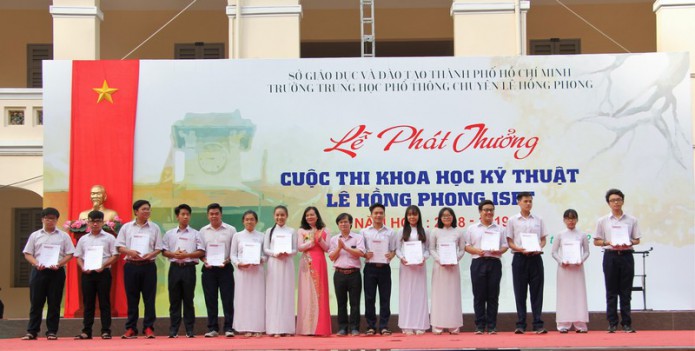 SỞ GIÁO DỤC VÀ ĐÀO TẠO THÀNH PHỐ HỒ CHÍ MINH
TRƯỜNG TRUNG HỌC PHỔ THÔNG CHUYÊN LÊ HỒNG PHONG
Lễ Phát Thưởng
CUỘC THI KHOA HỌC KỸ THUẬT
LÊ HỒNG PHONG ISEF